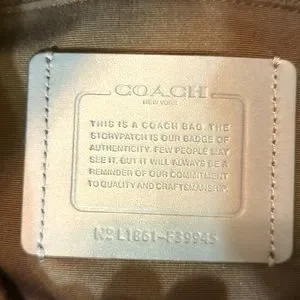 COACH
NEW YORK
THIS IS A COACH BAG. THE
STORYPATCH IS OUR BADGE OF
AUTHENTICITY. FEW PEOPLE MAY
SEE IT. BUT IT WILL ALWAYS BE A
REMINDER OF OUR COMMITMENT
TO QUALITY AND CRAFTSMANSHIP.
Nº L1861-F39945